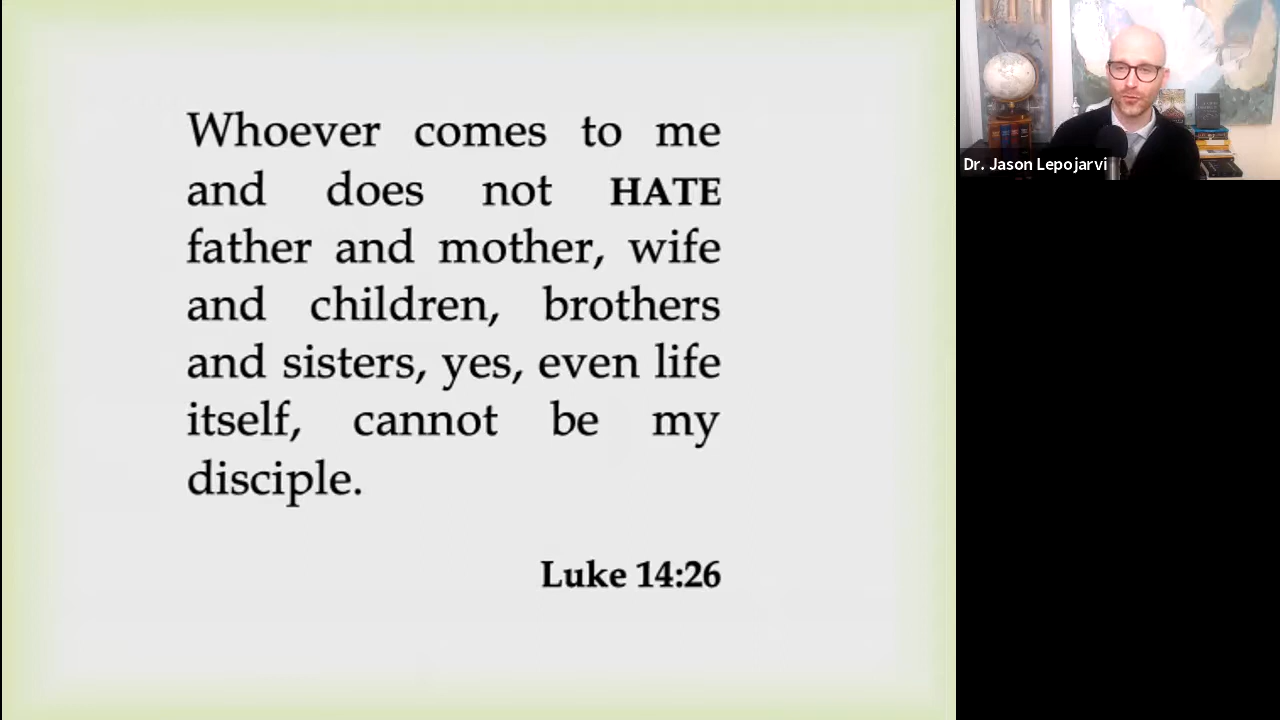 Whoever comes to me
and does not HATE
father and mother, wife
and children, brothers
and sisters, yes, even life
itself, cannot be my
disciple.
Luke 14:26
Dr. Jason Lepojarvi